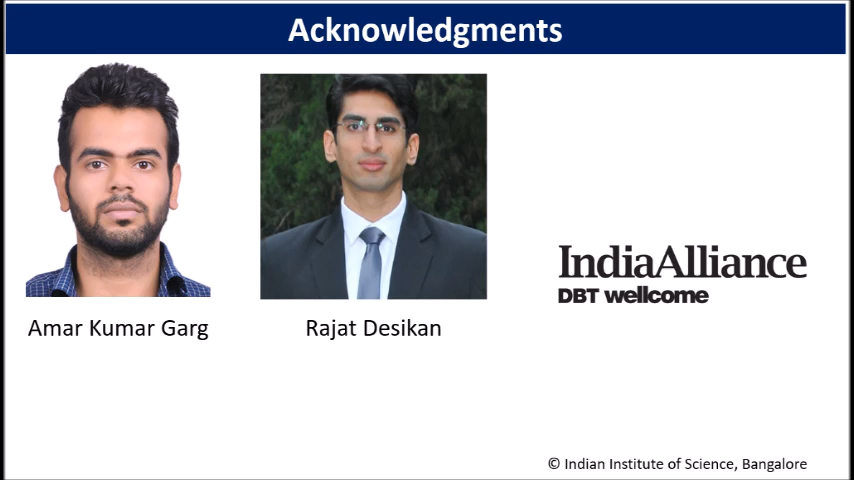 Acknowledgments
Amar Kumar Garg
Rajat Desikan
IndiaAlliance
DBT wellcome
© Indian Institute of Science, Bangalore